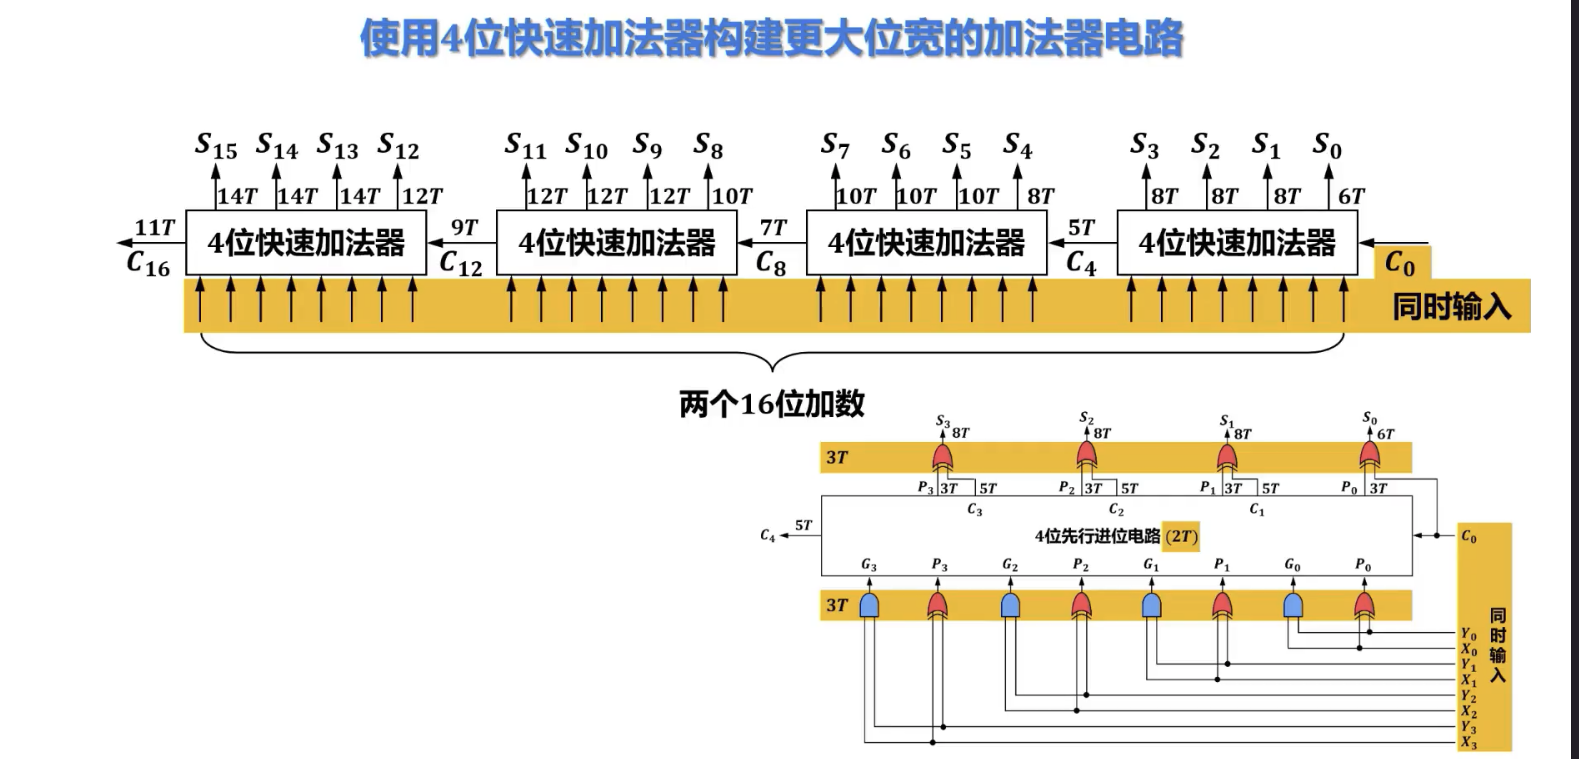 使用4位快速加法器构建更大位宽的加法器电路
S15 S14 S13 S12 S11 S10 S9 S8 S7 S6 S5 S4 S3 S2 S1 S0
14T 14T 14T 12T 12T 12T 12T 10T 10T 10T 10T 8T 8T 8T 8T 6T
11T 4位快速加法器 9T 4位快速加法器 7T 4位快速加法器 5T 4位快速加法器
C16 C12 C8 C4 C0
同时输入
两个16位加数
S3 8T S2 8T S1 8T S0 6T
3T
P3 3T 5T P2 3T 5T P1 3T 5T P0 3T
C3 C2 C1
C4 5T 4位先行进位电路 (2T) C0
G3 P3 G2 P2 G1 P1 G0 P0
3T
同时输入
Y0
X0
Y1
X1
Y2
X2
Y3
X3